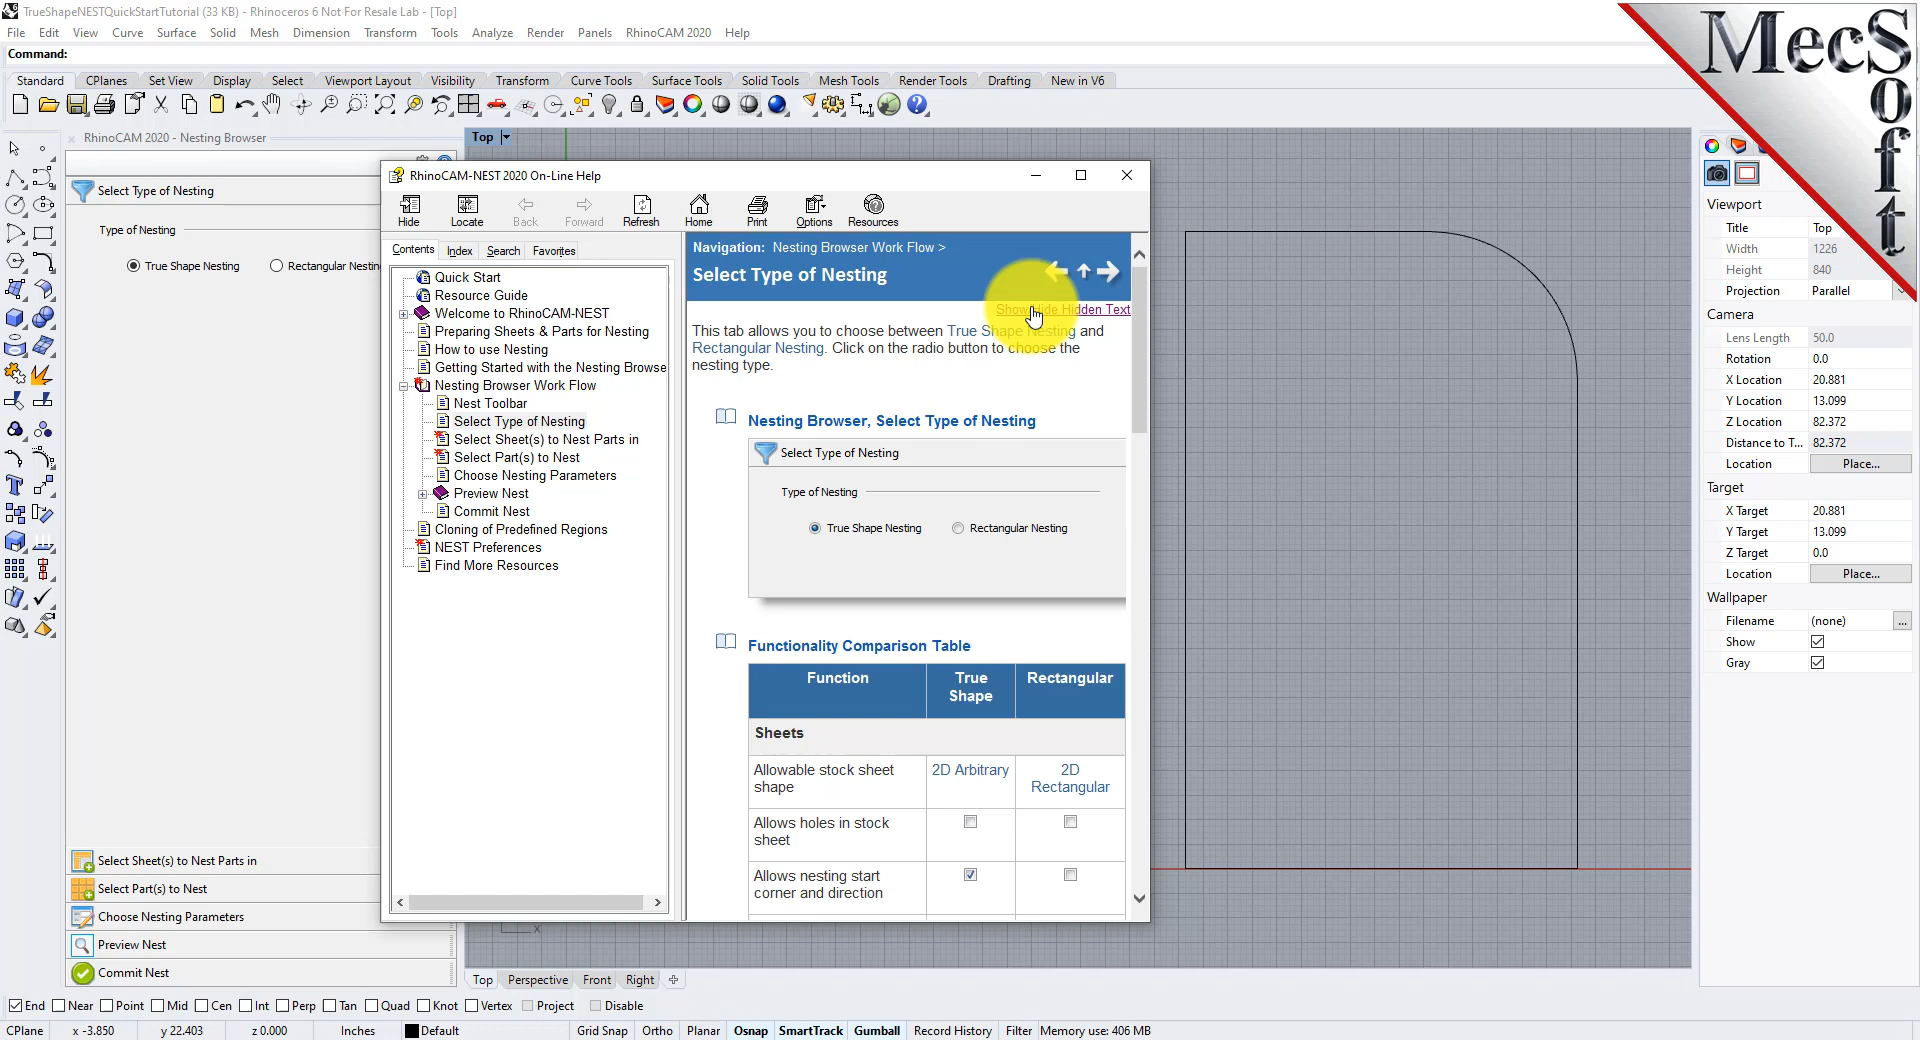 TrueShapeNESTQuickStartTutorial (33 KB) - Rhinoceros 6 Not For Resale Lab - [Top]
File Edit View Curve Surface Solid Mesh Dimension Transform Tools Analyze Render Panels RhinoCAM 2020 Help
Command:
Standard CPlanes Set View Display Select Viewport Layout Visibility Transform Curve Tools Surface Tools Solid Tools Mesh Tools Render Tools Drafting New in V6
MecSoft
RhinoCAM 2020 - Nesting Browser
Select Type of Nesting
Type of Nesting
True Shape Nesting Rectangular Nestin
Select Sheet(s) to Nest Parts in
Select Part(s) to Nest
Choose Nesting Parameters
Preview Nest
Commit Nest
Top
RhinoCAM-NEST 2020 On-Line Help
Hide Locate Back Forward Refresh Home Print Options Resources
Contents Index Search Favorites
Quick Start
Resource Guide
Welcome to RhinoCAM-NEST
Preparing Sheets & Parts for Nesting
How to use Nesting
Getting Started with the Nesting Browse
Nesting Browser Work Flow
Nest Toolbar
Select Type of Nesting
Select Sheet(s) to Nest Parts in
Select Part(s) to Nest
Choose Nesting Parameters
Preview Nest
Commit Nest
Cloning of Predefined Regions
NEST Preferences
Find More Resources
Navigation: Nesting Browser Work Flow >
Select Type of Nesting
Show/Hide Hidden Text
This tab allows you to choose between True Shape Nesting and
Rectangular Nesting. Click on the radio button to choose the
nesting type.
Nesting Browser, Select Type of Nesting
Select Type of Nesting
Type of Nesting
True Shape Nesting Rectangular Nesting
Functionality Comparison Table
Function True Shape Rectangular
Sheets
Allowable stock sheet shape 2D Arbitrary 2D Rectangular
Allows holes in stock sheet
Allows nesting start corner and direction
Viewport
Title Top
Width 1226
Height 840
Projection Parallel
Camera
Lens Length 50.0
Rotation 0.0
X Location 20.881
Y Location 13.099
Z Location 82.372
Distance to T... 82.372
Location Place...
Target
X Target 20.881
Y Target 13.099
Z Target 0.0
Location Place...
Wallpaper
Filename (none) ...
Show
Gray
x
Top Perspective Front Right
End Near Point Mid Cen Int Perp Tan Quad Knot Vertex Project Disable
CPlane x -3.850 y 22.403 z 0.000 Inches Default Grid Snap Ortho Planar Osnap SmartTrack Gumball Record History Filter Memory use: 406 MB